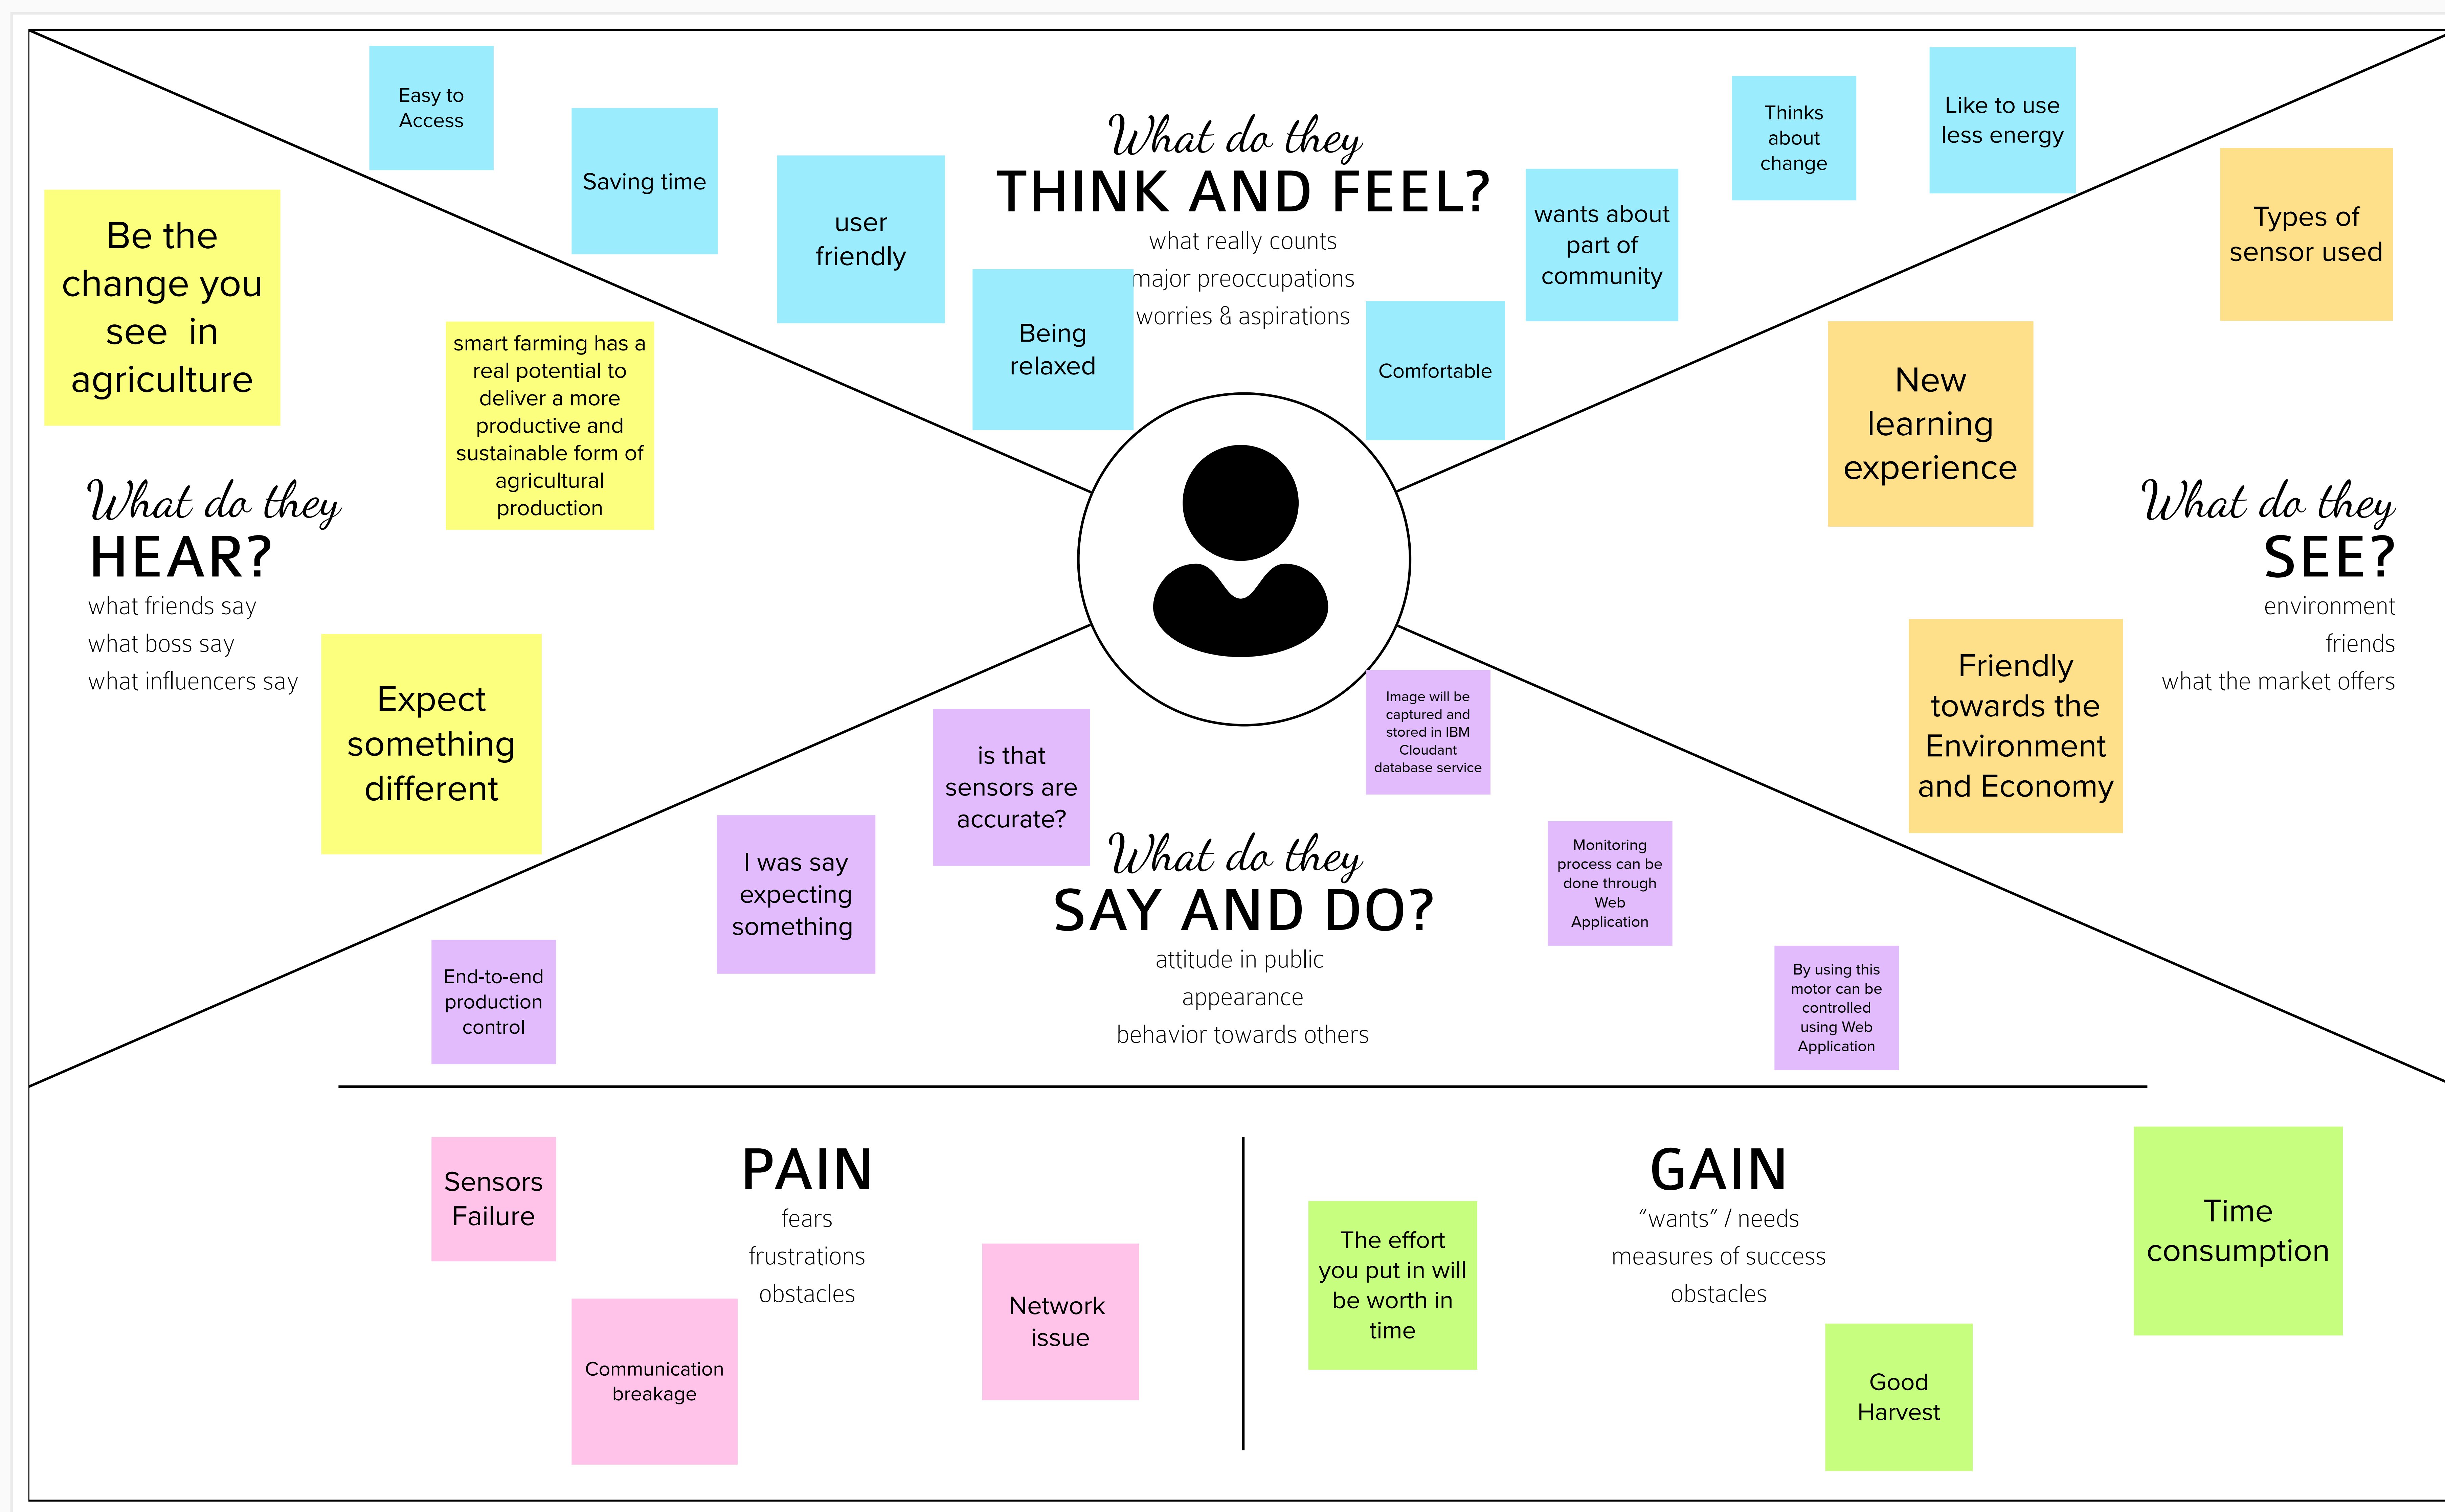 Easy to
Access
Saving time
user
friendly
Being
relaxed
What do they
THINK AND FEEL?
what really counts
major preoccupations
worries & aspirations
Comfortable
wants about
part of
community
Thinks
about
change
Like to use
less energy
Be the
change you
see in
agriculture
smart farming has a
real potential to
deliver a more
productive and
sustainable form of
agricultural
production
What do they
HEAR?
what friends say
what boss say
what influencers say
Expect
something
different
Types of
sensor used
New
learning
experience
What do they
SEE?
environment
friends
what the market offers
Friendly
towards the
Environment
and Economy
End-to-end
production
control
I was say
expecting
something
is that
sensors are
accurate?
What do they
SAY AND DO?
attitude in public
appearance
behavior towards others
Image will be
captured and
stored in IBM
Cloudant
database service
Monitoring
process can be
done through
Web
Application
By using this
motor can be
controlled
using Web
Application
Sensors
Failure
PAIN
fears
frustrations
obstacles
Communication
breakage
Network
issue
The effort
you put in will
be worth in
time
GAIN
“wants” / needs
measures of success
obstacles
Good
Harvest
Time
consumption